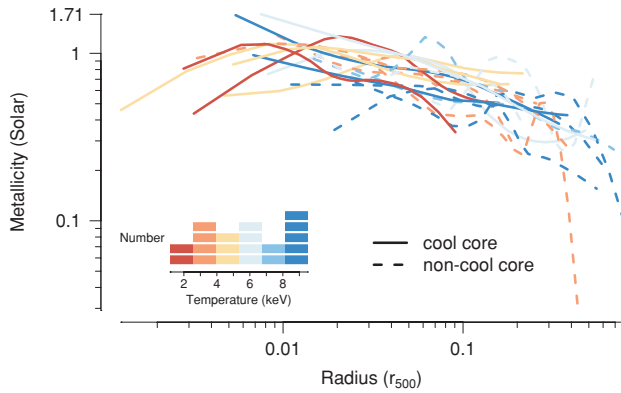 1.71
1
0.1
Metallicity (Solar)
Number
2 4 6 8
Temperature (keV)
cool core
non-cool core
0.01 0.1
Radius (r500)